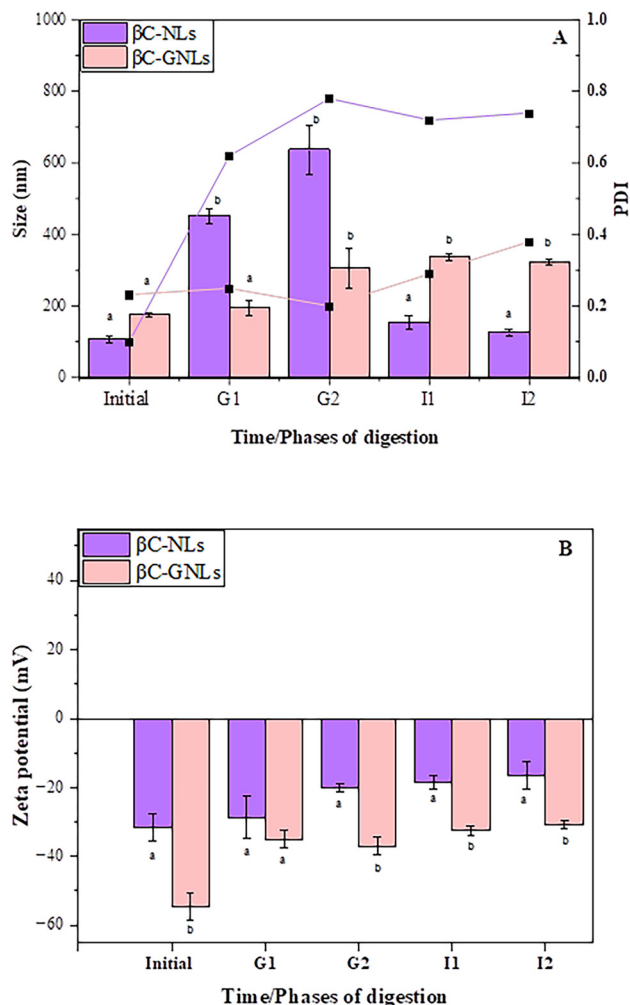 A
βC-NLs
βC-GNLs
1000
800
600
400
200
0
Size (nm)
1.0
0.8
0.6
0.4
0.2
0.0
PDI
a
a
b
a
b
b
a
b
a
b
Initial
G1
G2
I1
I2
Time/Phases of digestion
B
βC-NLs
βC-GNLs
40
20
0
−20
−40
−60
Zeta potential (mV)
a
b
a
a
a
b
a
b
a
b
Initial
G1
G2
I1
I2
Time/Phases of digestion